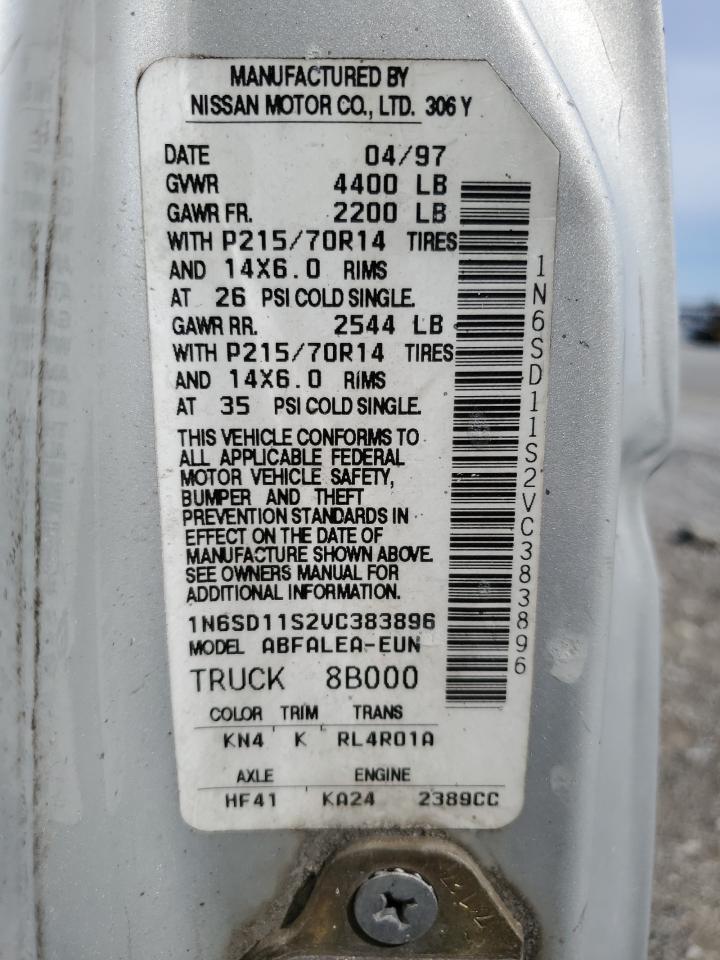 MANUFACTURED BY
NISSAN MOTOR CO., LTD. 306 Y
DATE 04/97
GVWR 4400 LB
GAWR FR. 2200 LB
WITH P215/70R14 TIRES
AND 14X6.0 RIMS
AT 26 PSI COLD SINGLE.
GAWR RR. 2544 LB
WITH P215/70R14 TIRES
AND 14X6.0 RIMS
AT 35 PSI COLD SINGLE.
THIS VEHICLE CONFORMS TO
ALL APPLICABLE FEDERAL
MOTOR VEHICLE SAFETY,
BUMPER AND THEFT
PREVENTION STANDARDS IN
EFFECT ON THE DATE OF
MANUFACTURE SHOWN ABOVE.
SEE OWNERS MANUAL FOR
ADDITIONAL INFORMATION.
1N6SD11S2VC383896
MODEL ABFALEA-EUN
TRUCK 8B000
COLOR TRIM TRANS
KN4 K RL4R01A
AXLE ENGINE
HF41 KA24 2389CC
1N6SD11S2VC383896